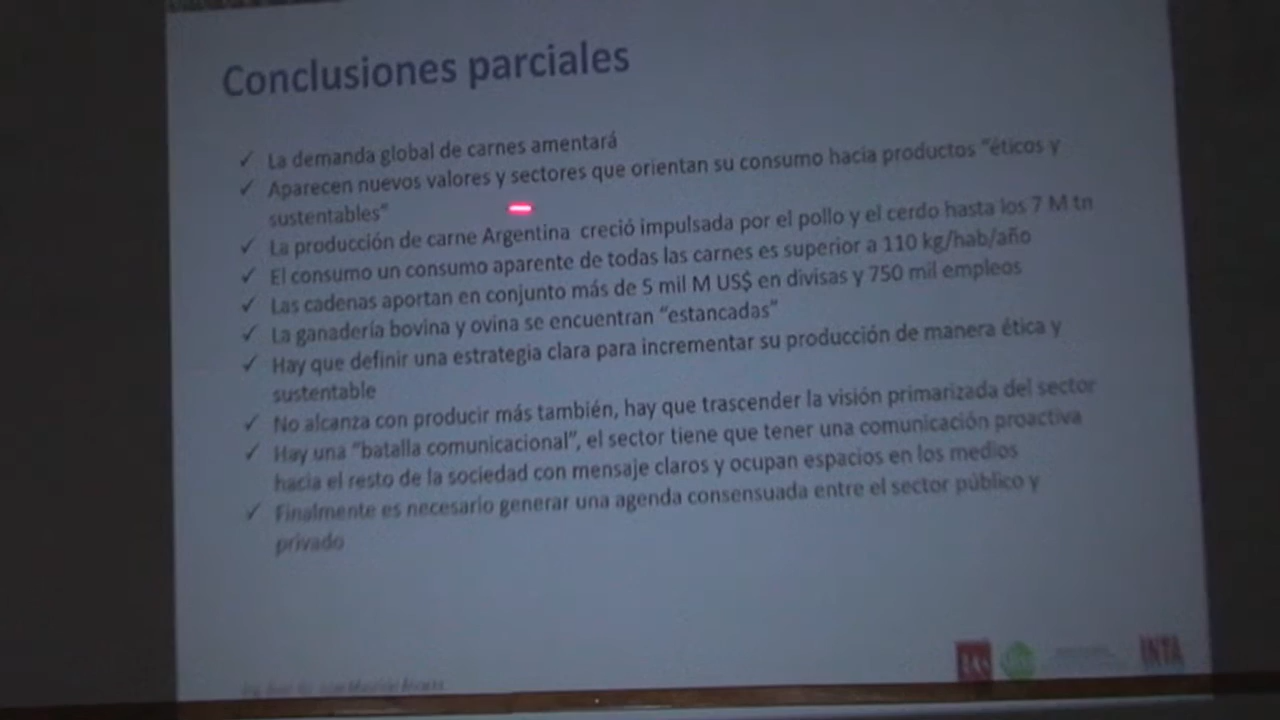 Conclusiones parciales
✓ La demanda global de carnes amentará
✓ Aparecen nuevos valores y sectores que orientan su consumo hacia productos "éticos y
sustentables"
✓ La producción de carne Argentina creció impulsada por el pollo y el cerdo hasta los 7 M tn
✓ El consumo un consumo aparente de todas las carnes es superior a 110 kg/hab/año
✓ Las cadenas aportan en conjunto más de 5 mil M US$ en divisas y 750 mil empleos
✓ La ganadería bovina y ovina se encuentran "estancadas"
✓ Hay que definir una estrategia clara para incrementar su producción de manera ética y
sustentable
✓ No alcanza con producir más también, hay que trascender la visión primarizada del sector
✓ Hay una "batalla comunicacional", el sector tiene que tener una comunicación proactiva
hacia el resto de la sociedad con mensaje claros y ocupan espacios en los medios
✓ Finalmente es necesario generar una agenda consensuada entre el sector público y
privado
INTA